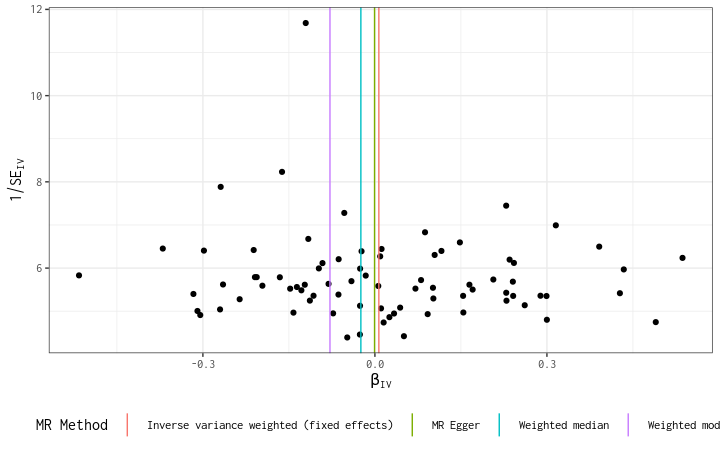 12
10
8
6
1/SE_IV
-0.3
0.0
0.3
β_IV
MR Method Inverse variance weighted (fixed effects) MR Egger Weighted median Weighted mod